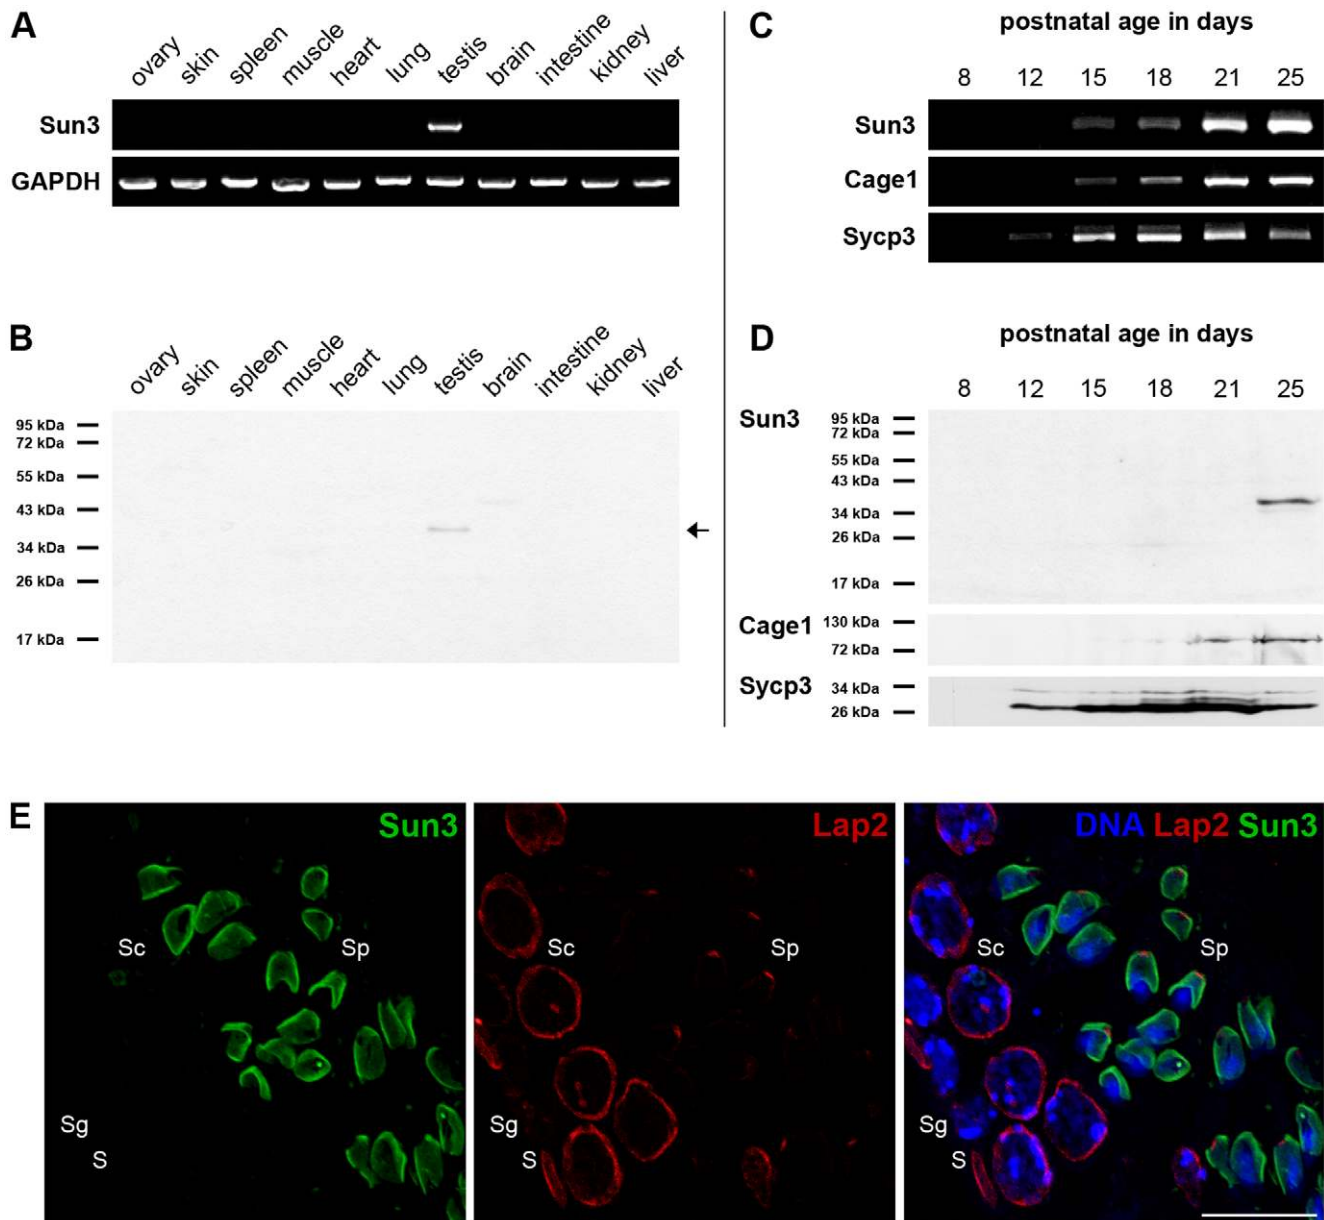 A
ovary skin spleen muscle heart lung testis brain intestine kidney liver
Sun3
GAPDH
B
ovary skin spleen muscle heart lung testis brain intestine kidney liver
95 kDa
72 kDa
55 kDa
43 kDa
34 kDa
26 kDa
17 kDa
C
postnatal age in days
8 12 15 18 21 25
Sun3
Cage1
Sycp3
D
postnatal age in days
8 12 15 18 21 25
Sun3
95 kDa
72 kDa
55 kDa
43 kDa
34 kDa
26 kDa
17 kDa
Cage1
130 kDa
72 kDa
Sycp3
34 kDa
26 kDa
E
Sun3
Sc
Sp
Sg
S
Lap2
Sc
Sp
Sg
S
DNA Lap2 Sun3
Sc
Sp
Sg
S